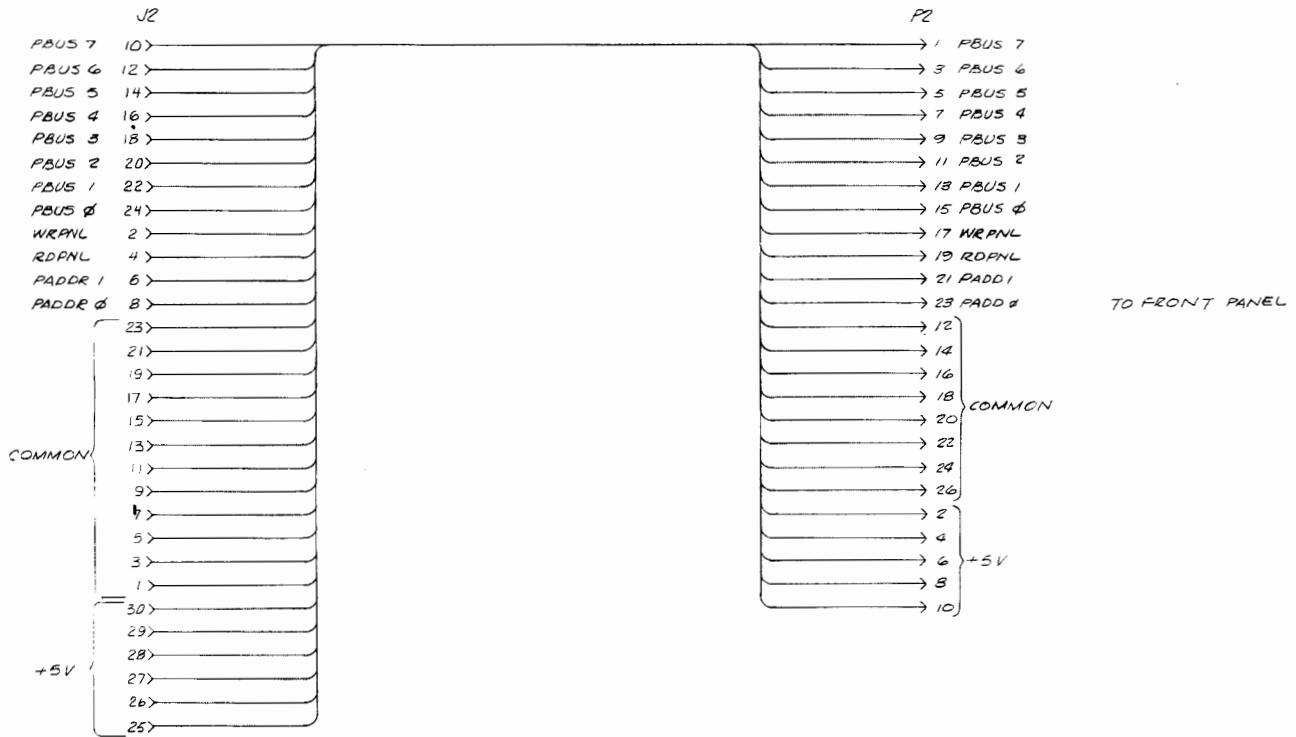 J2 P2
PBUS 7 10 1 PBUS 7
PBUS 6 12 3 PBUS 6
PBUS 5 14 5 PBUS 5
PBUS 4 16 7 PBUS 4
PBUS 3 18 9 PBUS 3
PBUS 2 20 11 PBUS 2
PBUS 1 22 13 PBUS 1
PBUS Ø 24 15 PBUS Ø
WRPNL 2 17 WRPNL
RDPNL 4 19 RDPNL
PADDR 1 6 21 PADD1
PADDR Ø 8 23 PADDØ TO FRONT PANEL
23 12
21 14
19 16
17 18
COMMON
15 20
13 22
COMMON
11 24
9 26
7 2
5 4
3 6 +5V
1 8
30 10
29
28
+5V
27
26
25